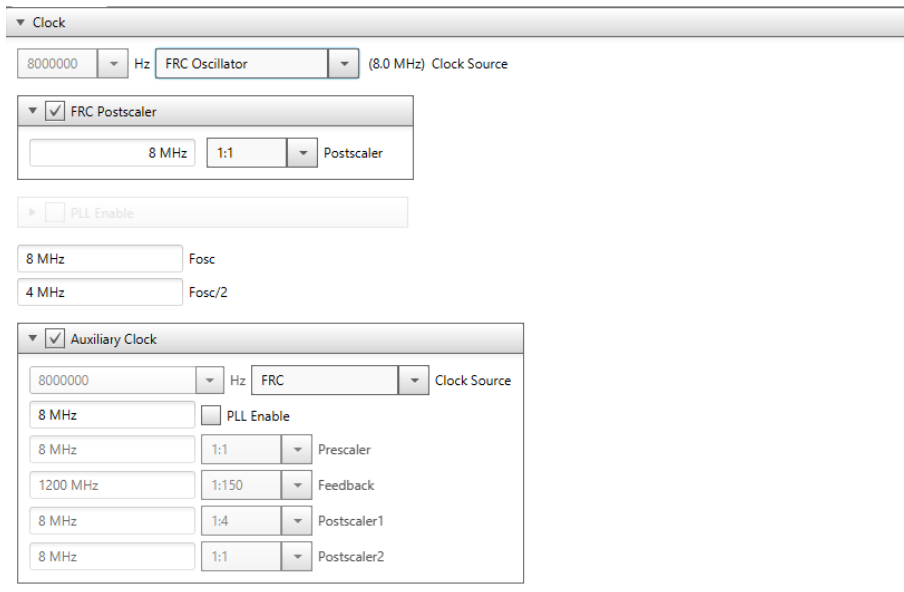 Clock
8000000 Hz FRC Oscillator (8.0 MHz) Clock Source
FRC Postscaler
8 MHz 1:1 Postscaler
PLL Enable
8 MHz Fosc
4 MHz Fosc/2
Auxiliary Clock
8000000 Hz FRC Clock Source
8 MHz PLL Enable
8 MHz 1:1 Prescaler
1200 MHz 1:150 Feedback
8 MHz 1:4 Postscaler1
8 MHz 1:1 Postscaler2